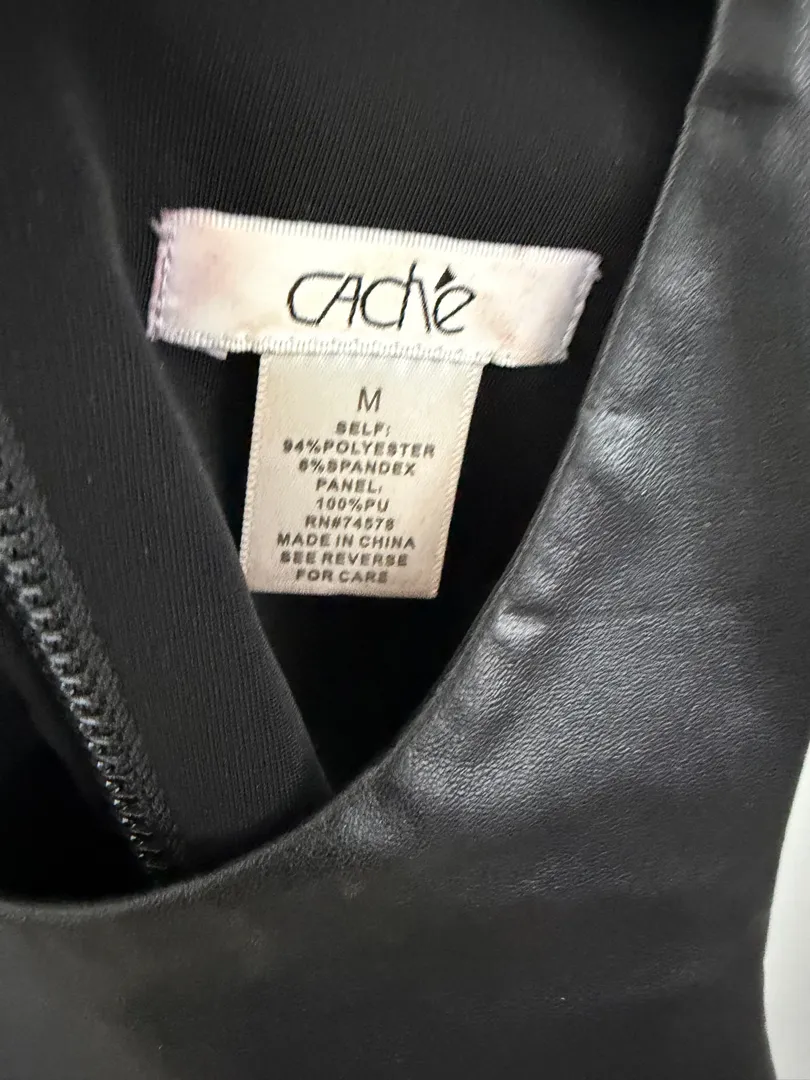 CAché
M
SELF:
94%POLYESTER
6%SPANDEX
PANEL:
100%PU
RN#74578
MADE IN CHINA
SEE REVERSE
FOR CARE